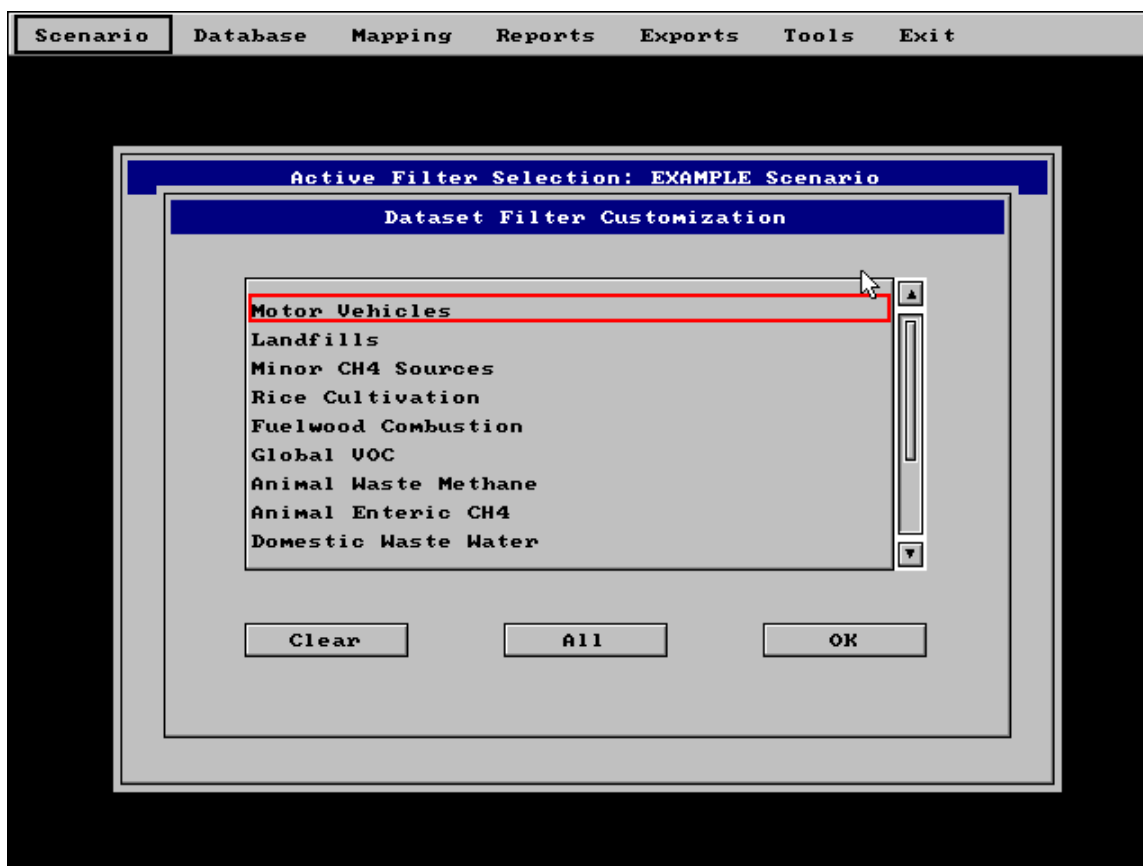 Scenario Database Mapping Reports Exports Tools Exit
Active Filter Selection: EXAMPLE Scenario
Dataset Filter Customization
Motor Vehicles
Landfills
Minor CH4 Sources
Rice Cultivation
Fuelwood Combustion
Global VOC
Animal Waste Methane
Animal Enteric CH4
Domestic Waste Water
Clear All OK